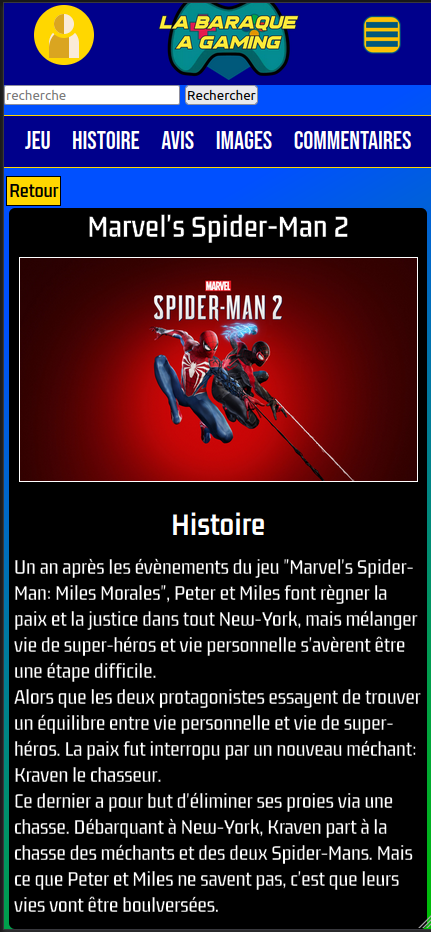 LA BARAQUE
A GAMING
recherche
Rechercher
JEU HISTOIRE AVIS IMAGES COMMENTAIRES
Retour
Marvel's Spider-Man 2
MARVEL
SPIDER-MAN 2
Histoire
Un an après les évènements du jeu "Marvel's Spider-
Man: Miles Morales", Peter et Miles font règner la
paix et la justice dans tout New-York, mais mélanger
vie de super-héros et vie personnelle s'avèrent être
une étape difficile.
Alors que les deux protagonistes essayent de trouver
un équilibre entre vie personnelle et vie de super-
héros. La paix fut interropu par un nouveau méchant:
Kraven le chasseur.
Ce dernier a pour but d'éliminer ses proies via une
chasse. Débarquant à New-York, Kraven part à la
chasse des méchants et des deux Spider-Mans. Mais
ce que Peter et Miles ne savent pas, c'est que leurs
vies vont être boulversées.